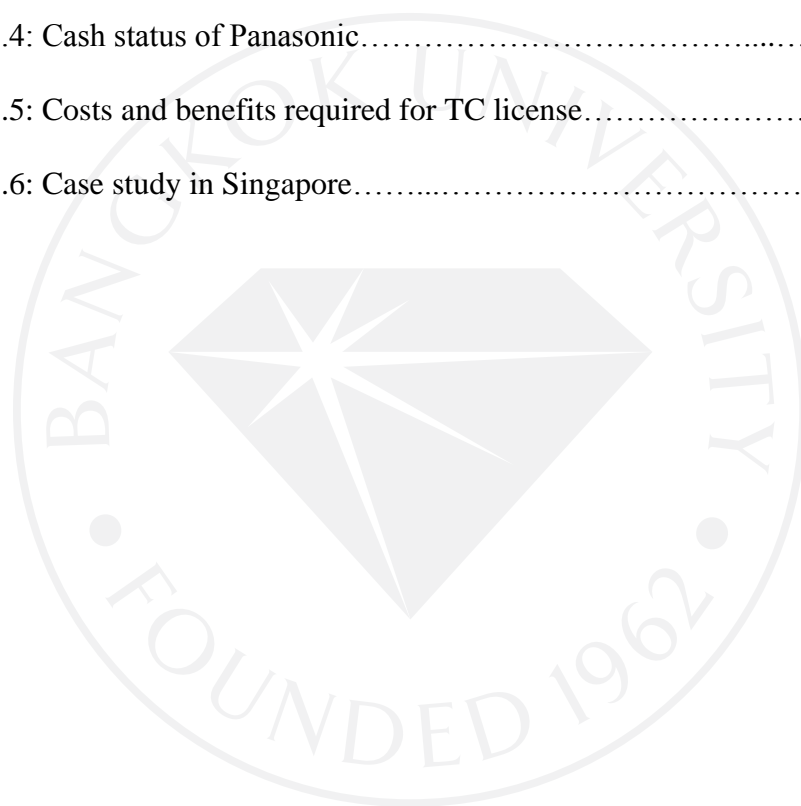 .4: Cash status of Panasonic……………………………....…
.5: Costs and benefits required for TC license…………………
.6: Case study in Singapore……...……………………………
BANGKOK UNIVERSITY
FOUNDED 1962